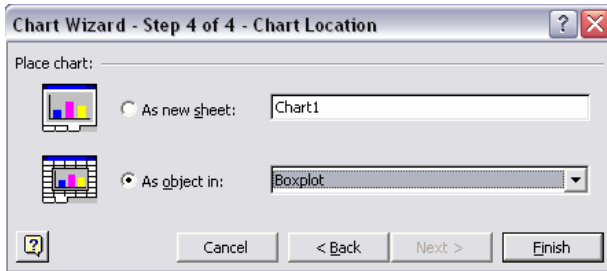 Chart Wizard - Step 4 of 4 - Chart Location
Place chart:
As new sheet: Chart1
As object in: Boxplot
Cancel < Back Next > Finish